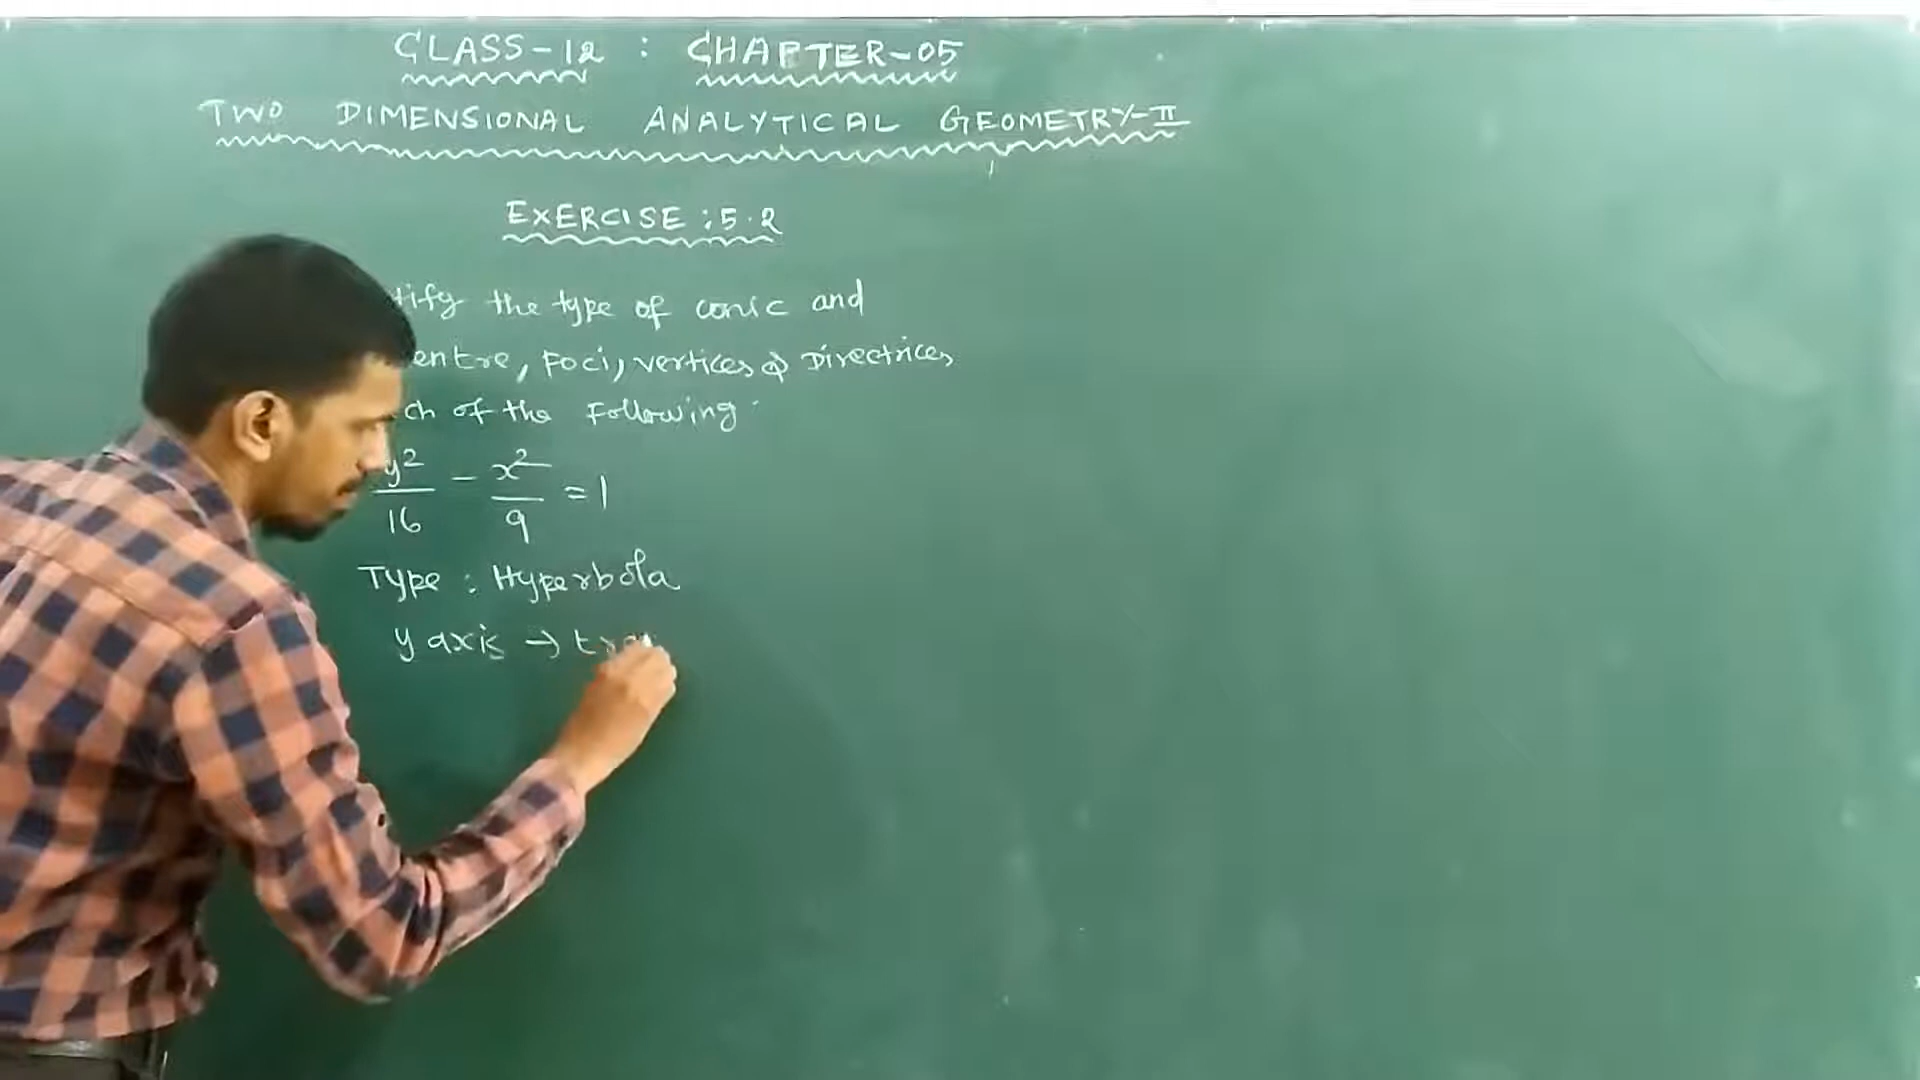 CLASS-12 : CHAPTER-05
TWO DIMENSIONAL ANALYTICAL GEOMETRY-II
EXERCISE : 5.2
the type of conic and
Foci, vertices & Directrices
of the Following.
y²/16 - x²/9 = 1
Type : Hyperbola
y axis →